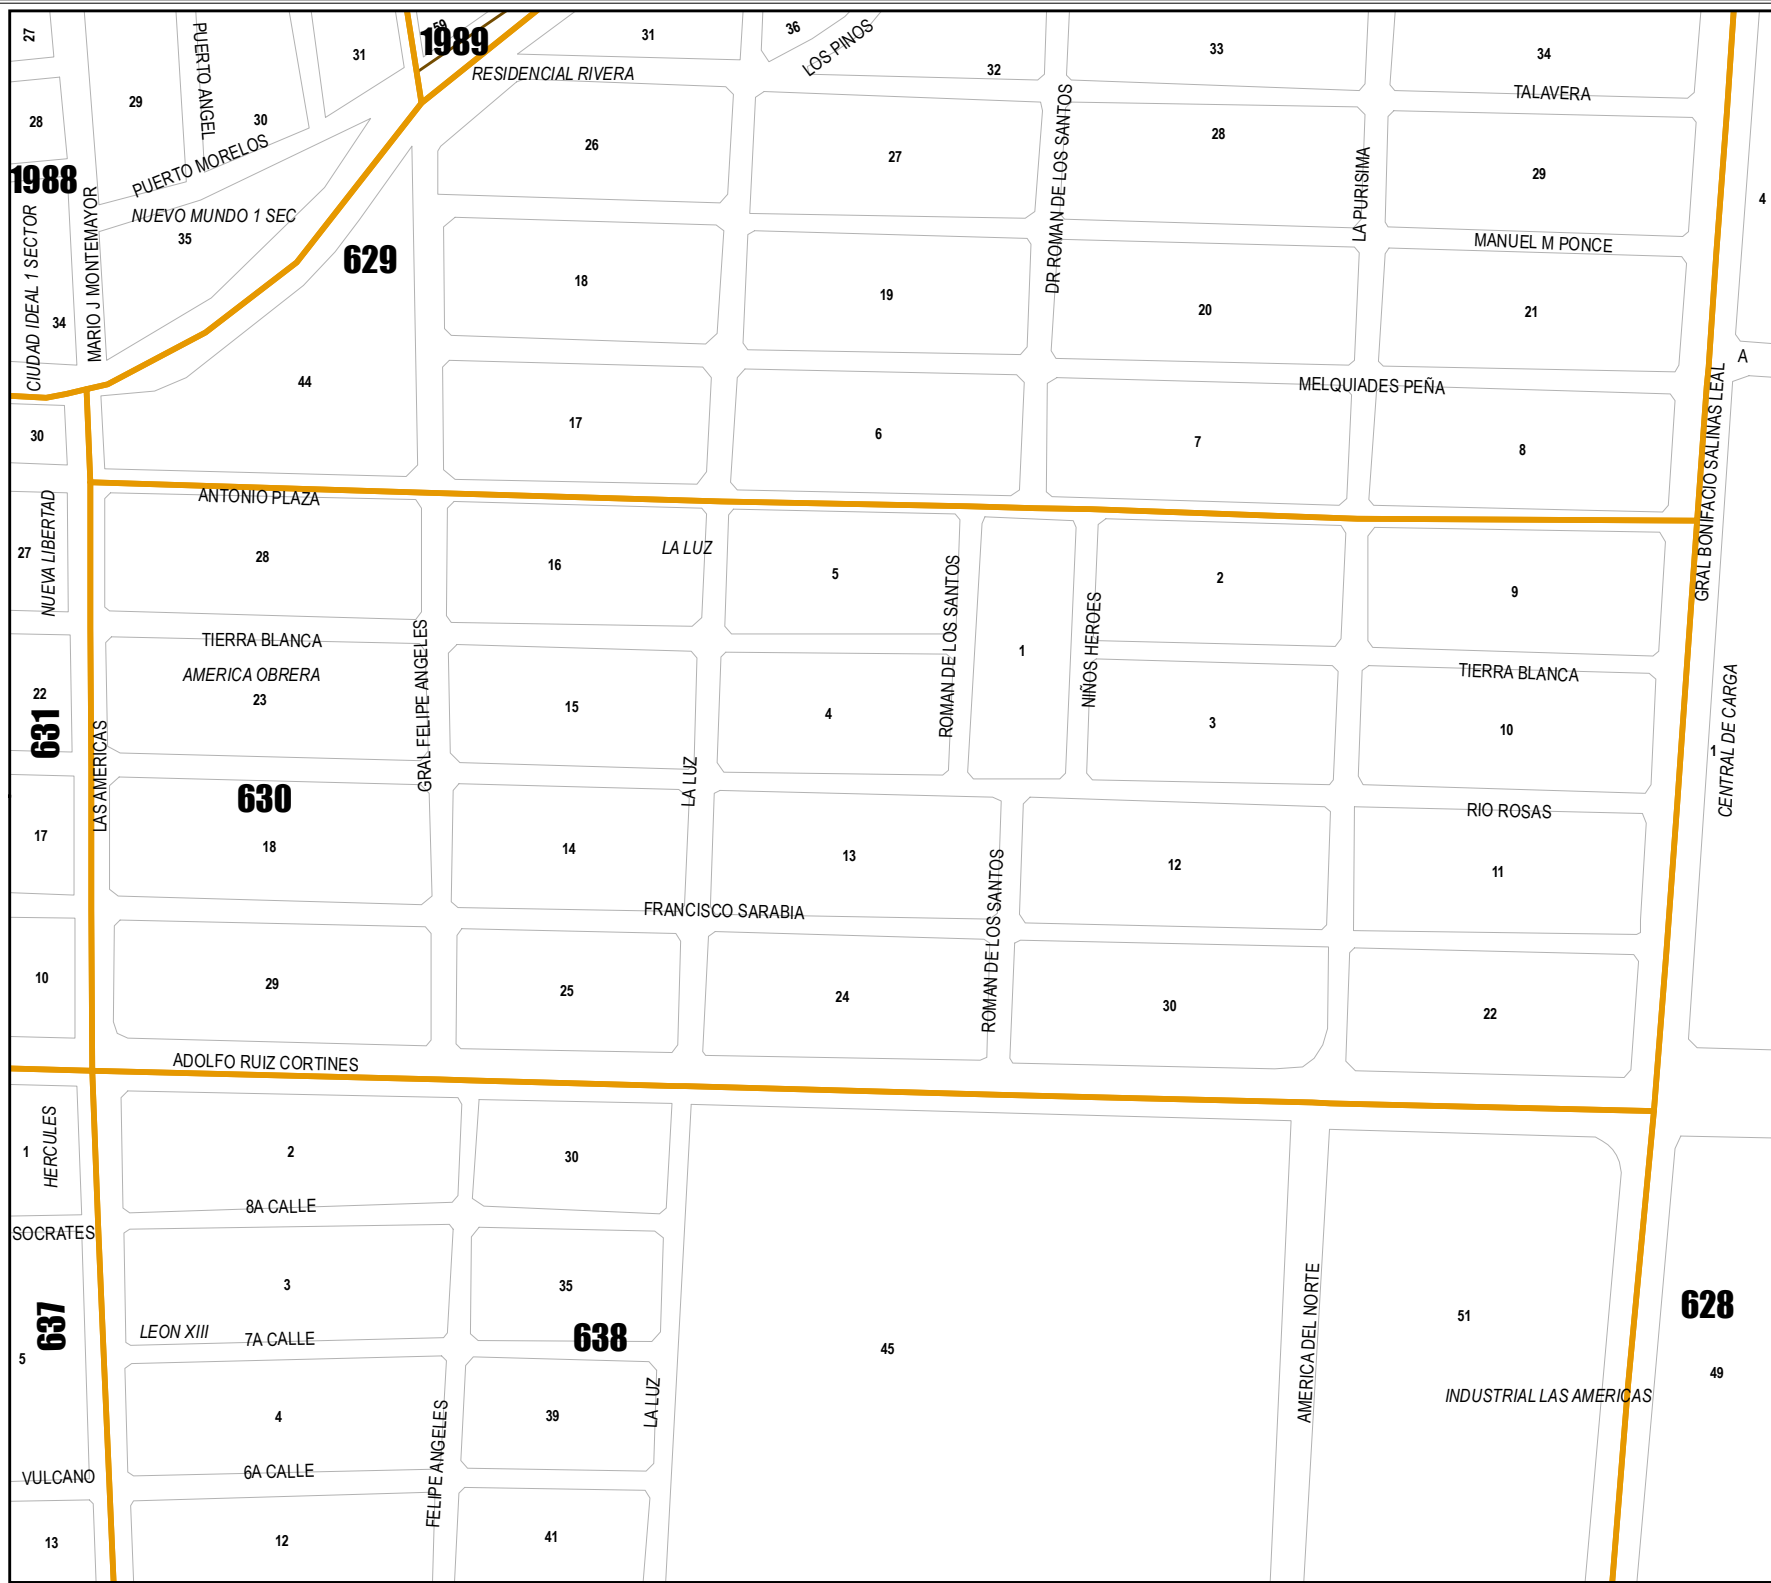 27
PUERTO ANGEL
31
59
1989
31
36
LOS PINOS
33
34
RESIDENCIAL RIVERA
32
TALAVERA
29
28
30
26
27
DR ROMAN DE LOS SANTOS
28
LA PURISIMA
29
PUERTO MORELOS
1988
4
NUEVO MUNDO 1 SEC
35
MARIO J MONTEMAYOR
CIUDAD IDEAL 1 SECTOR
34
629
18
19
20
MANUEL M PONCE
21
A
44
MELQUIADES PEÑA
GRAL BONIFACIO SALINAS LEAL
30
17
6
7
8
ANTONIO PLAZA
27
NUEVA LIBERTAD
28
16
LA LUZ
5
ROMAN DE LOS SANTOS
1
NIÑOS HEROES
2
9
TIERRA BLANCA
AMERICA OBRERA
23
GRAL FELIPE ANGELES
TIERRA BLANCA
22
631
15
4
3
10
1
CENTRAL DE CARGA
LAS AMERICAS
LA LUZ
630
RIO ROSAS
17
18
14
13
12
11
FRANCISCO SARABIA
ROMAN DE LOS SANTOS
10
29
25
24
30
22
ADOLFO RUIZ CORTINES
1
HERCULES
2
30
8A CALLE
SOCRATES
3
35
637
LEON XIII
7A CALLE
638
5
45
AMERICA DEL NORTE
51
628
49
INDUSTRIAL LAS AMERICAS
4
39
LA LUZ
FELIPE ANGELES
VULCANO
6A CALLE
13
12
41